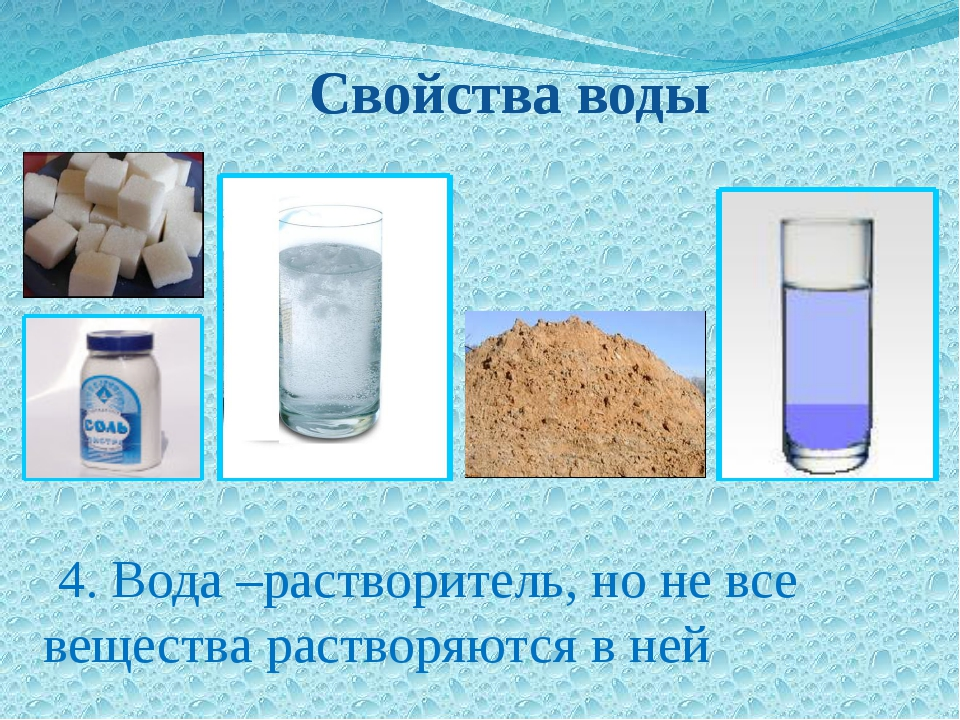 Свойства воды
СОЛЬ
4. Вода –растворитель, но не все
вещества растворяются в ней